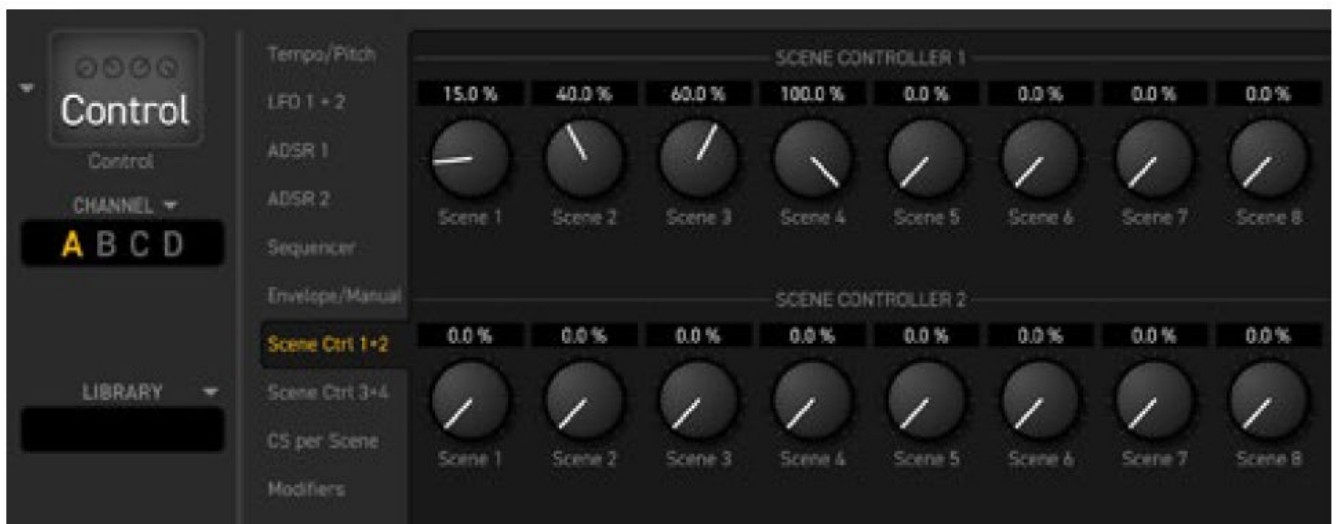 Control
Control
CHANNEL
A B C D
LIBRARY
Tempo/Pitch
LFO 1 + 2
ADSR 1
ADSR 2
Sequencer
Envelope/Manual
Scene Ctrl 1+2
Scene Ctrl 3+4
CS per Scene
Modifiers
SCENE CONTROLLER 1
15.0 % 40.0 % 60.0 % 100.0 % 0.0 % 0.0 % 0.0 % 0.0 %
Scene 1 Scene 2 Scene 3 Scene 4 Scene 5 Scene 6 Scene 7 Scene 8
SCENE CONTROLLER 2
0.0 % 0.0 % 0.0 % 0.0 % 0.0 % 0.0 % 0.0 % 0.0 %
Scene 1 Scene 2 Scene 3 Scene 4 Scene 5 Scene 6 Scene 7 Scene 8